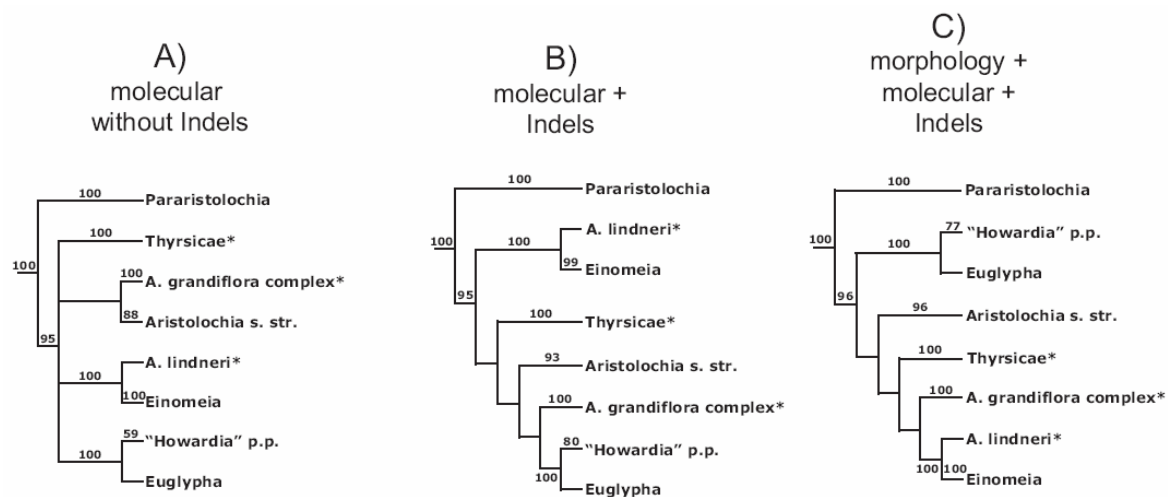 A)
molecular
without Indels
100
Pararistolochia
100
Thyrsicae*
100
100
A. grandiflora complex*
88
Aristolochia s. str.
95
A. lindneri*
100
100
Einomeia
59
"Howardia" p.p.
100
Euglypha
B)
molecular +
Indels
100
Pararistolochia
A. lindneri*
100
100
99
Einomeia
95
100
Thyrsicae*
93
Aristolochia s. str.
100
A. grandiflora complex*
80
"Howardia" p.p.
100
Euglypha
C)
morphology +
molecular +
Indels
100
Pararistolochia
77
"Howardia" p.p.
100
100
Euglypha
96
96
Aristolochia s. str.
100
Thyrsicae*
100
A. grandiflora complex*
A. lindneri*
100 100
Einomeia